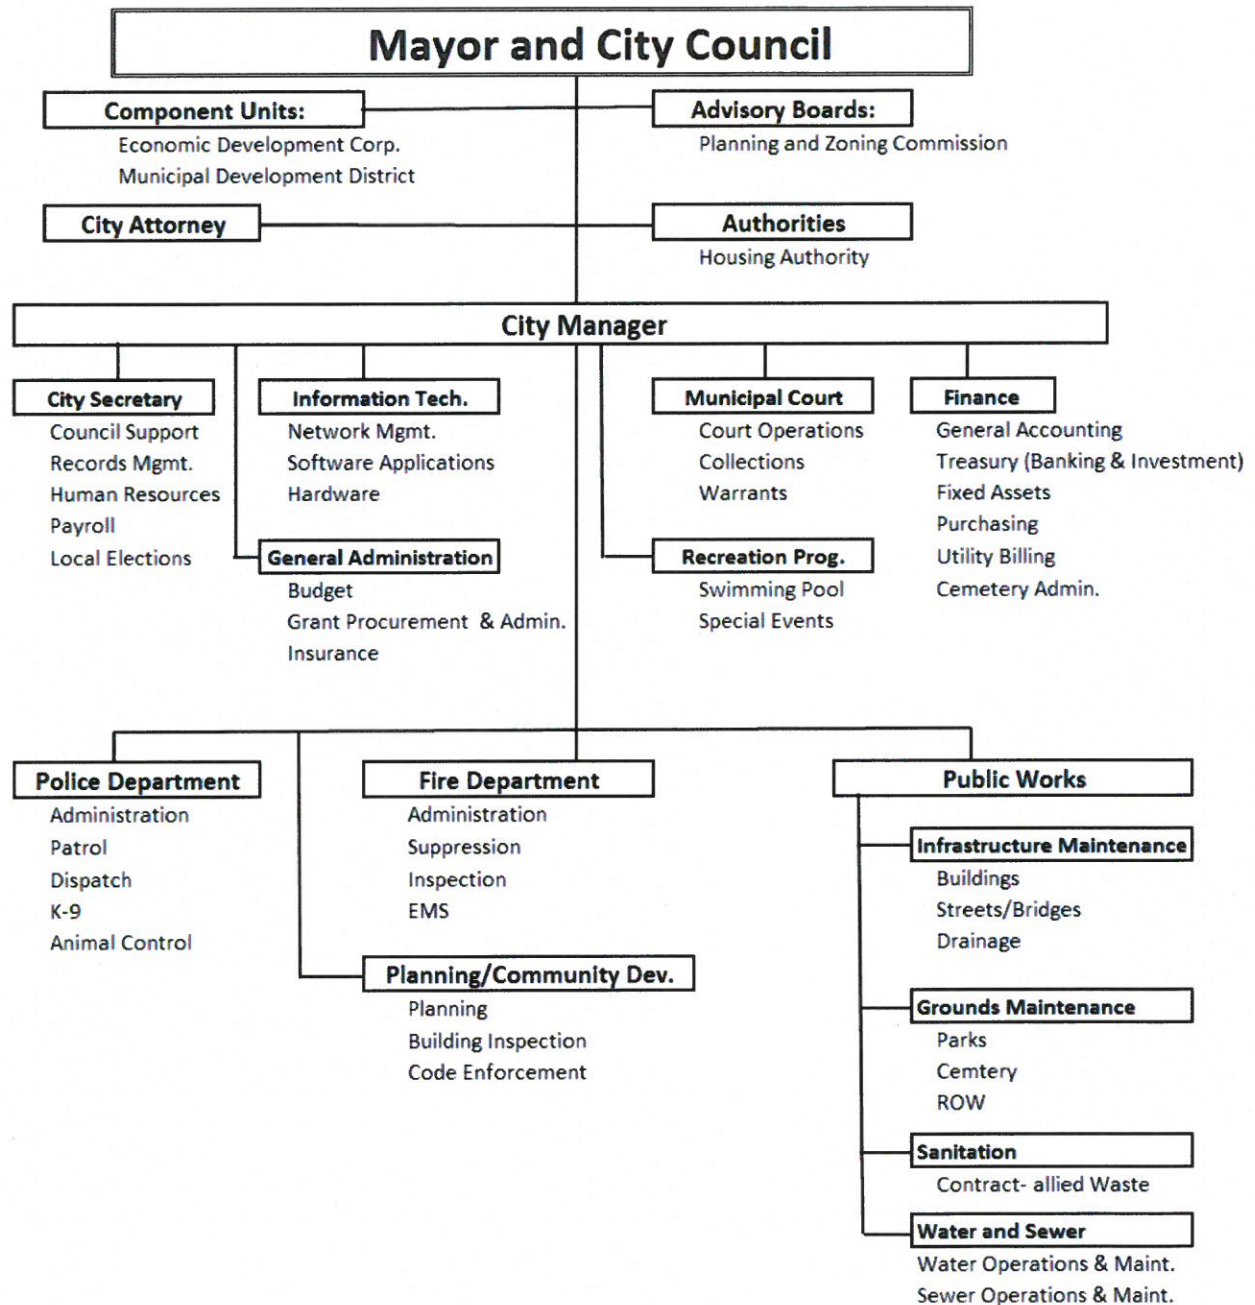 Mayor and City Council
Component Units:
Economic Development Corp.
Municipal Development District
Advisory Boards:
Planning and Zoning Commission
City Attorney
Authorities
Housing Authority
City Manager
City Secretary
Council Support
Records Mgmt.
Human Resources
Payroll
Local Elections
Information Tech.
Network Mgmt.
Software Applications
Hardware
General Administration
Budget
Grant Procurement & Admin.
Insurance
Municipal Court
Court Operations
Collections
Warrants
Recreation Prog.
Swimming Pool
Special Events
Finance
General Accounting
Treasury (Banking & Investment)
Fixed Assets
Purchasing
Utility Billing
Cemetery Admin.
Police Department
Administration
Patrol
Dispatch
K-9
Animal Control
Fire Department
Administration
Suppression
Inspection
EMS
Planning/Community Dev.
Planning
Building Inspection
Code Enforcement
Public Works
Infrastructure Maintenance
Buildings
Streets/Bridges
Drainage
Grounds Maintenance
Parks
Cemtery
ROW
Sanitation
Contract- allied Waste
Water and Sewer
Water Operations & Maint.
Sewer Operations & Maint.